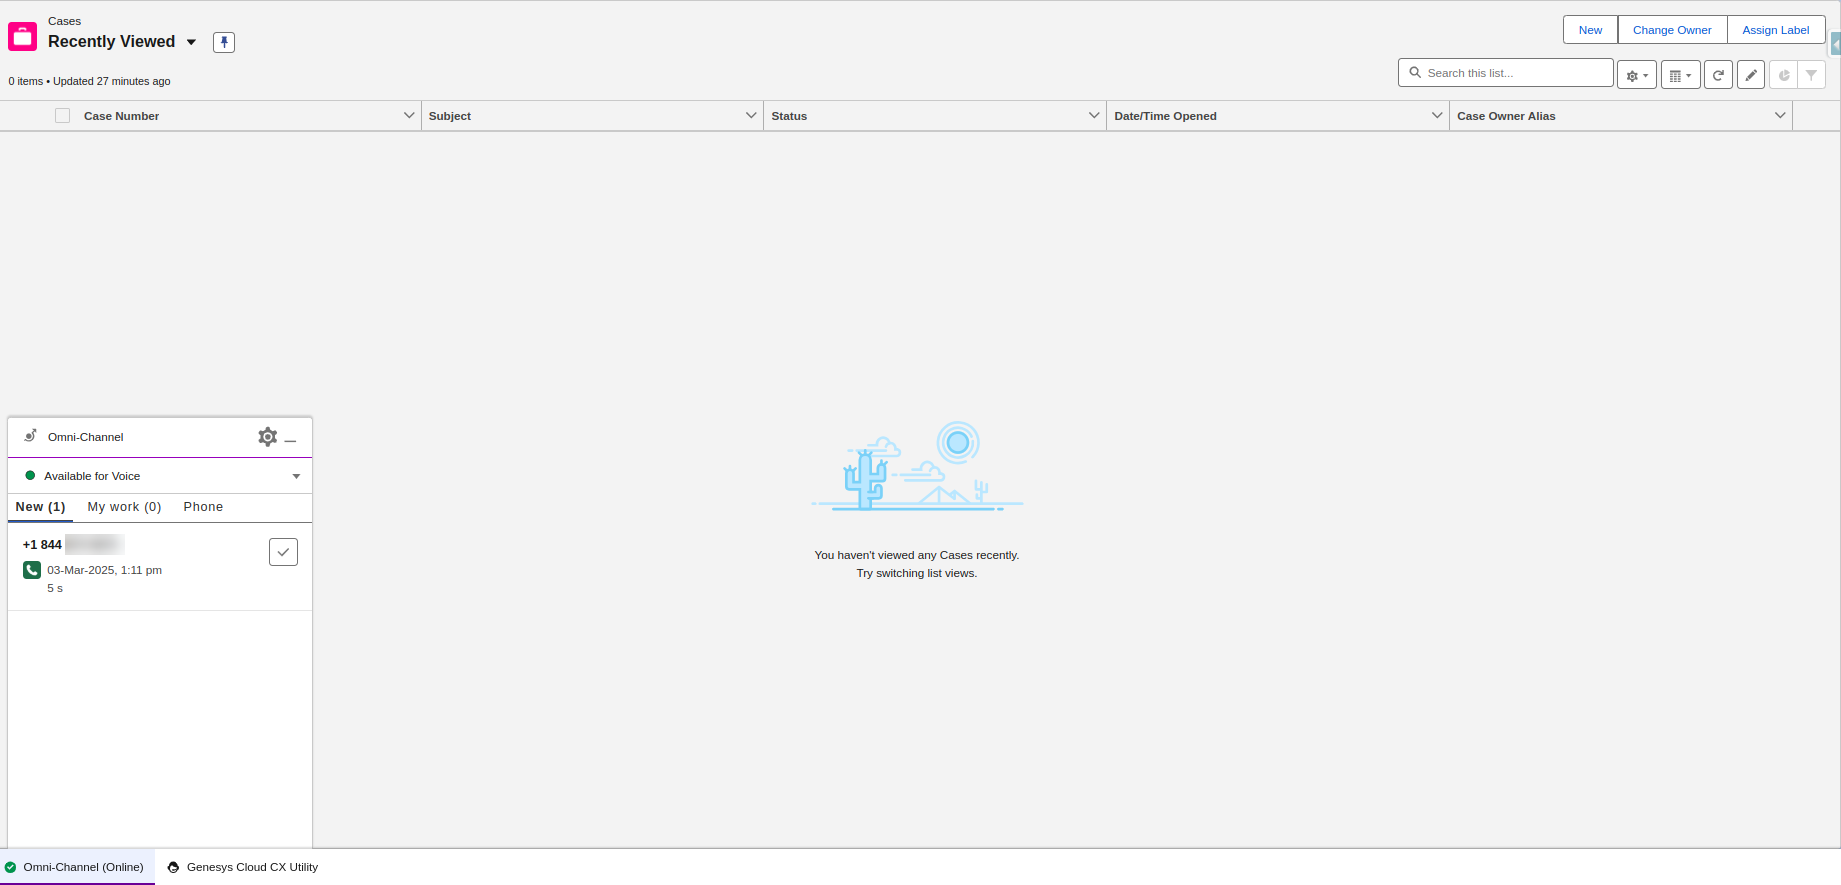 Cases
Recently Viewed
New
Change Owner
Assign Label
0 items • Updated 27 minutes ago
Search this list...
Case Number
Subject
Status
Date/Time Opened
Case Owner Alias
You haven't viewed any Cases recently.
Try switching list views.
Omni-Channel
Available for Voice
New (1)
My work (0)
Phone
+1 844
03-Mar-2025, 1:11 pm
5 s
Omni-Channel (Online)
Genesys Cloud CX Utility